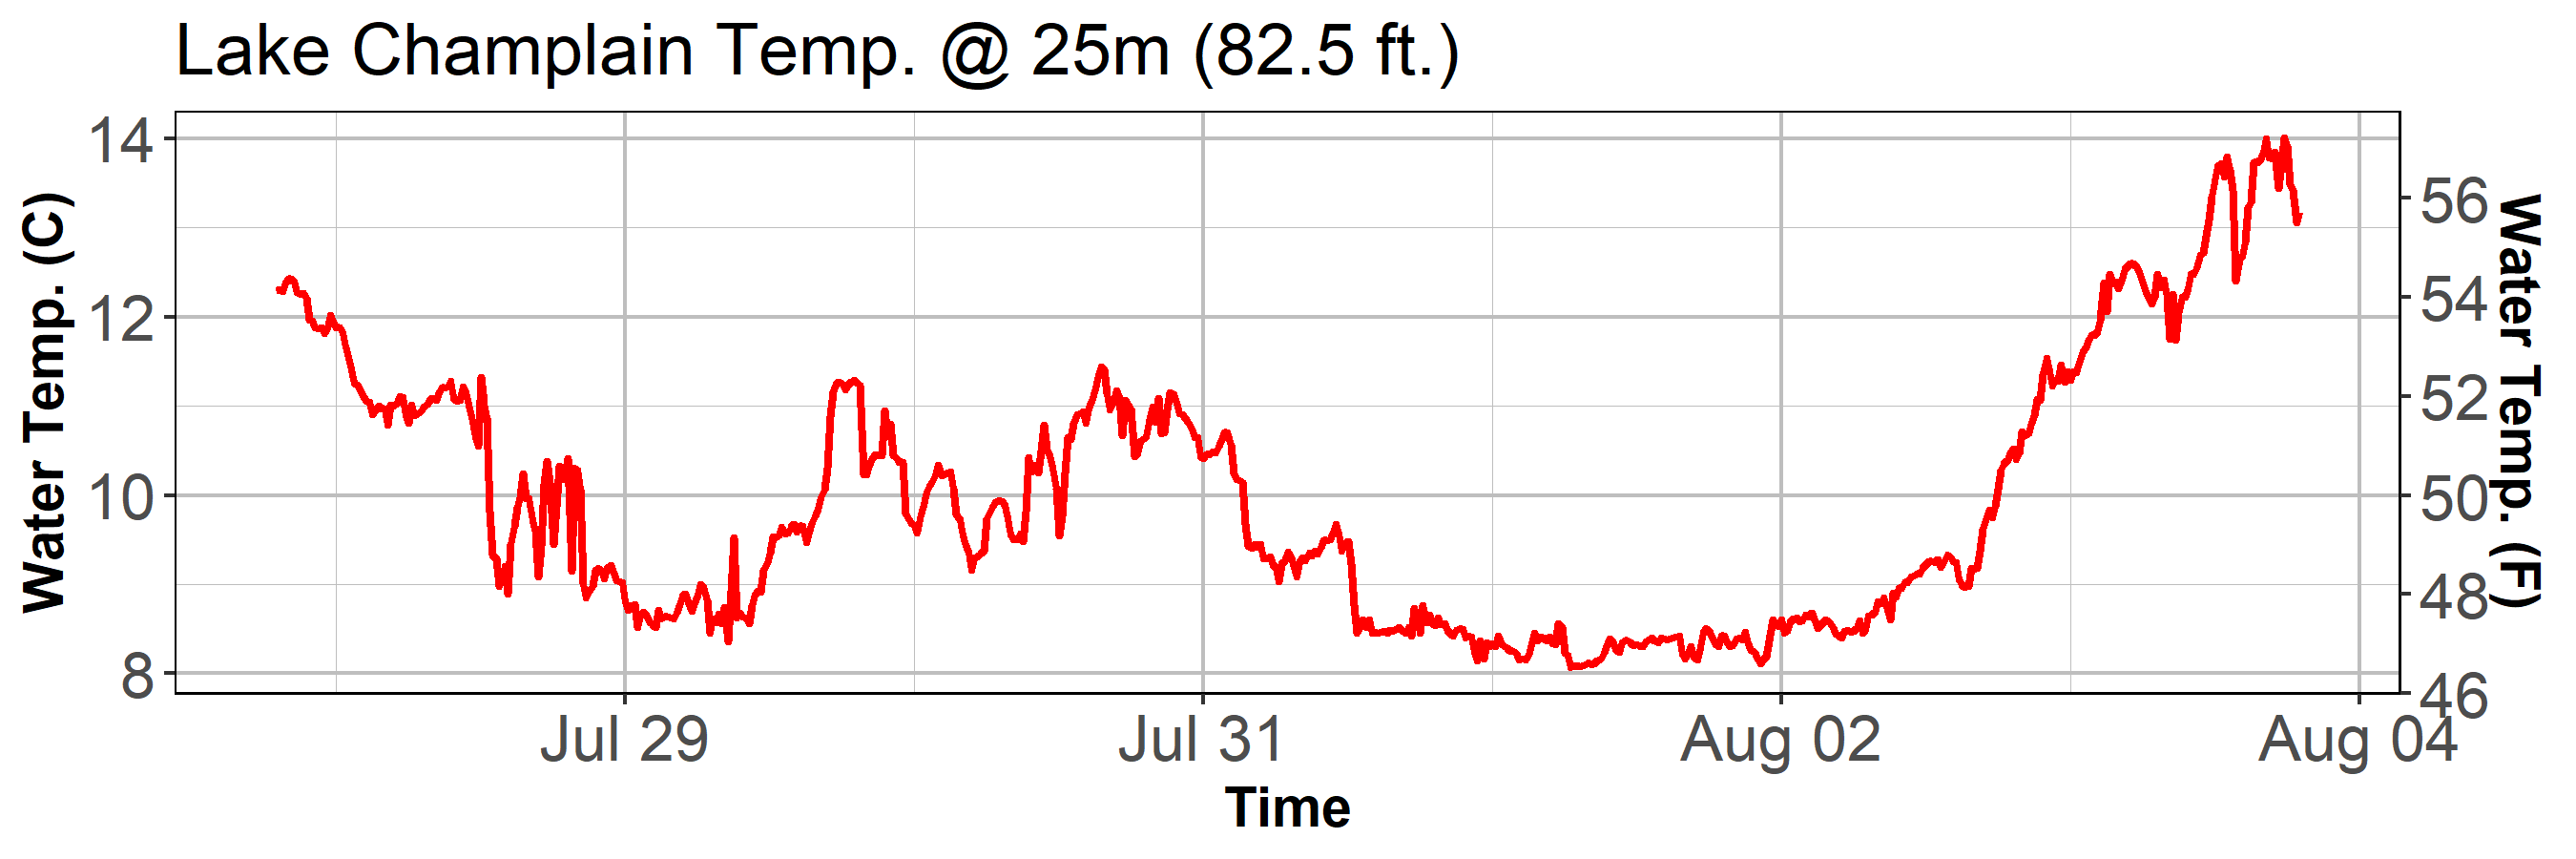 Lake Champlain Temp. @ 25m (82.5 ft.)
Water Temp. (C)
14
12
10
8
56
54
52
50
48
46
Water Temp. (F)
Jul 29
Jul 31
Aug 02
Aug 04
Time